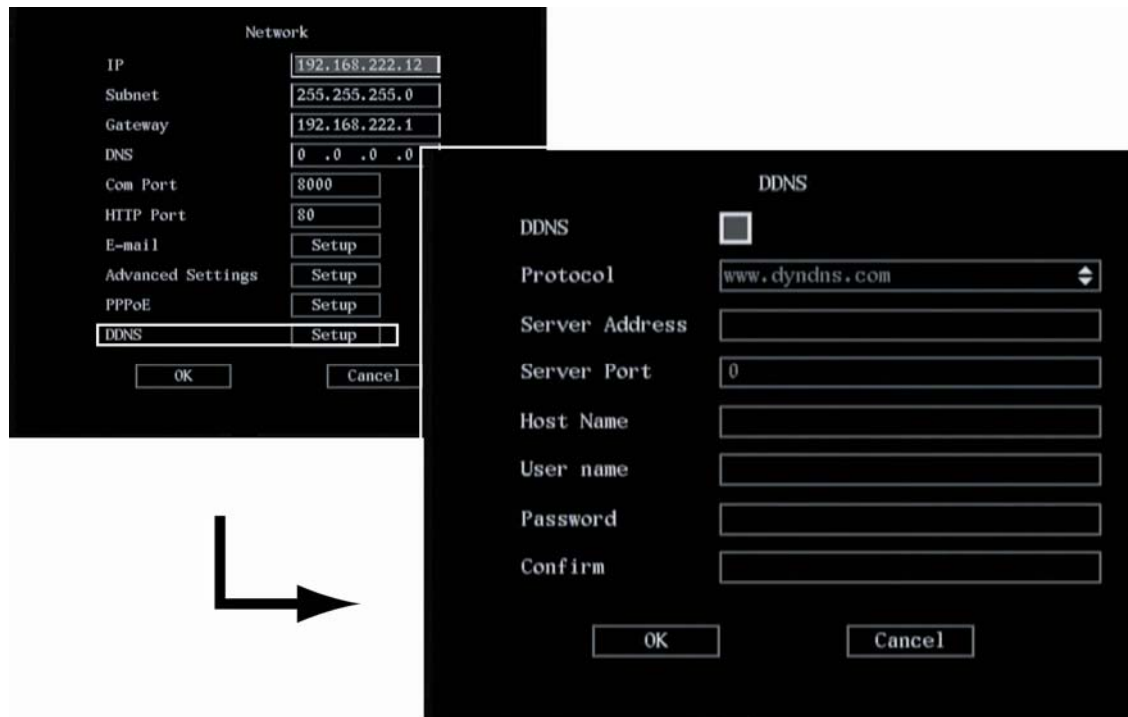 Network
IP 192.168.222.12
Subnet 255.255.255.0
Gateway 192.168.222.1
DNS 0 .0 .0 .0
Com Port 8000
HTTP Port 80
E-mail Setup
Advanced Settings Setup
PPPoE Setup
DDNS Setup
OK Cancel
DDNS
DDNS
Protocol www.dyndns.com
Server Address
Server Port 0
Host Name
User name
Password
Confirm
OK Cancel